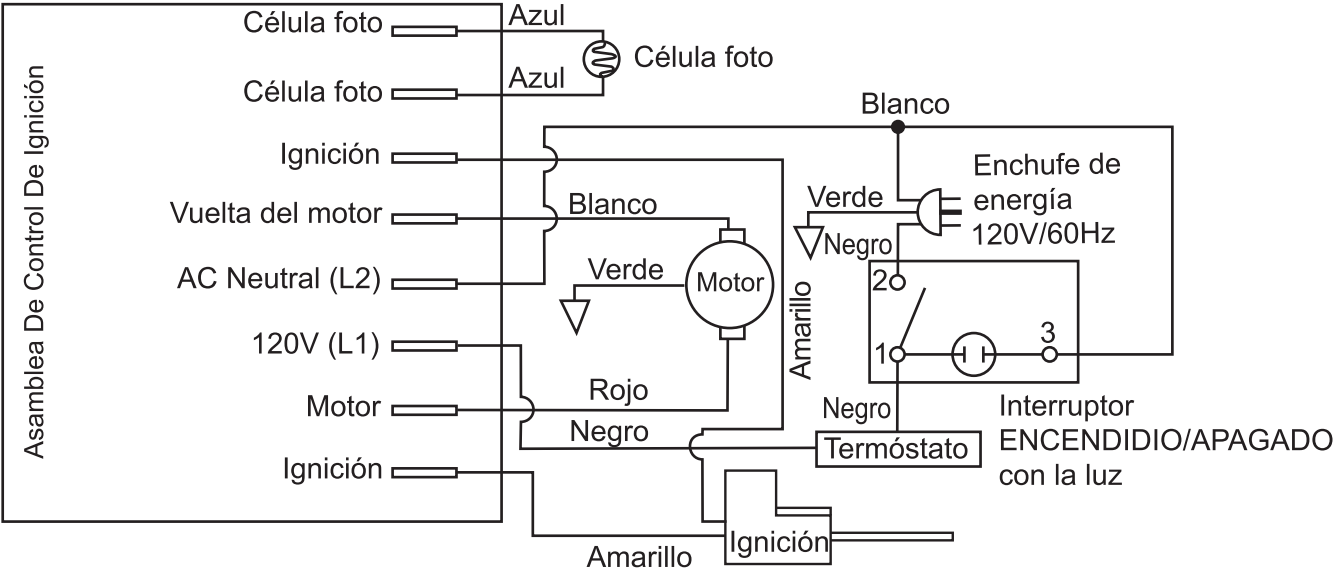 Asamblea De Control De Ignición
Célula foto
Azul
Célula foto
Célula foto
Azul
Ignición
Vuelta del motor
Blanco
AC Neutral (L2)
Verde
Motor
120V (L1)
Motor
Rojo
Negro
Ignición
Amarillo
Amarillo
Ignición
Blanco
Enchufe de
energía
120V/60Hz
Verde
Negro
2
1
3
Negro
Termóstato
Interruptor
ENCENDIDIO/APAGADO
con la luz